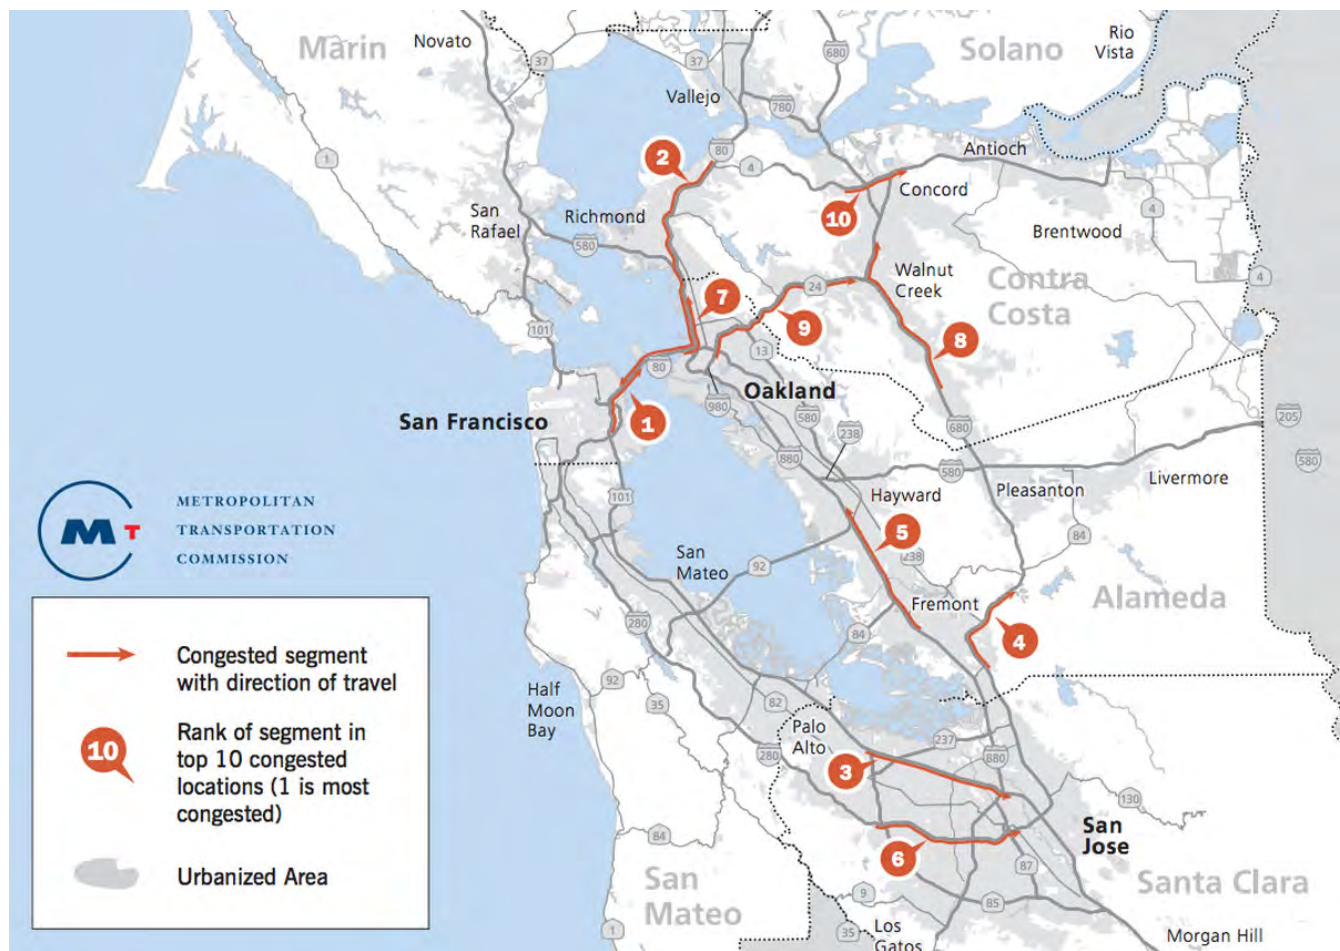 Marin
Novato
37
37
680
Solano
Rio
Vista
Vallejo
780
1
2
80
4
Antioch
10
Concord
4
San
Rafael
Richmond
580
Brentwood
4
Walnut
Creek
Contra
Costa
24
7
9
101
80
13
8
980
Oakland
San Francisco
1
580
238
880
680
205
580
580
Livermore
Pleasanton
Hayward
101
METROPOLITAN
TRANSPORTATION
COMMISSION
MT
5
238
84
San
Mateo
92
Fremont
Alameda
280
84
4
Congested segment
with direction of travel
10
Rank of segment in
top 10 congested
locations (1 is most
congested)
Urbanized Area
92
35
Half
Moon
Bay
82
Palo
Alto
237
280
880
3
130
San
Jose
84
6
87
San
Mateo
9
85
Santa Clara
1
35
Los
Gatos
Morgan Hill